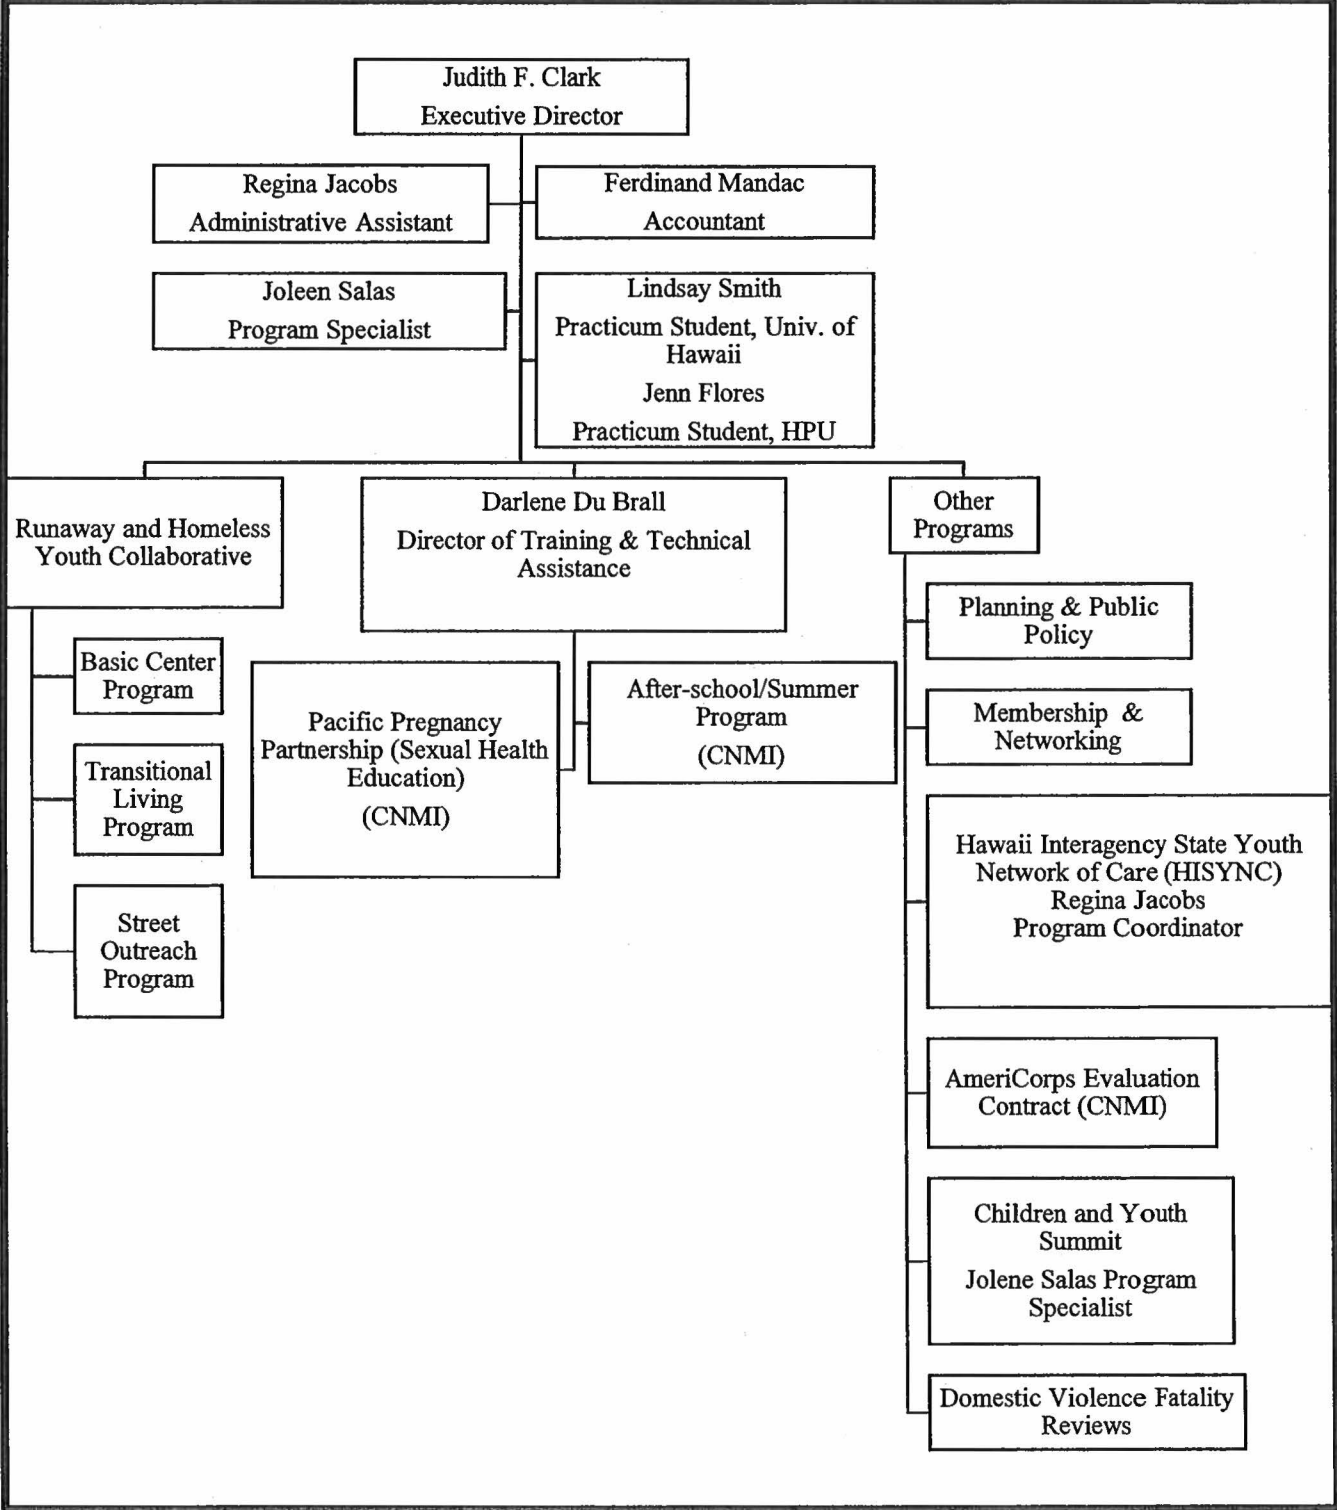 Judith F. Clark
Executive Director
Regina Jacobs
Administrative Assistant
Ferdinand Mandac
Accountant
Joleen Salas
Program Specialist
Lindsay Smith
Practicum Student, Univ. of
Hawaii
Jenn Flores
Practicum Student, HPU
Runaway and Homeless
Youth Collaborative
Darlene Du Brall
Director of Training & Technical
Assistance
Other
Programs
Basic Center
Program
Transitional
Living
Program
Street
Outreach
Program
Pacific Pregnancy
Partnership (Sexual Health
Education)
(CNMI)
After-school/Summer
Program
(CNMI)
Planning & Public
Policy
Membership &
Networking
Hawaii Interagency State Youth
Network of Care (HISYNC)
Regina Jacobs
Program Coordinator
AmeriCorps Evaluation
Contract (CNMI)
Children and Youth
Summit
Jolene Salas Program
Specialist
Domestic Violence Fatality
Reviews